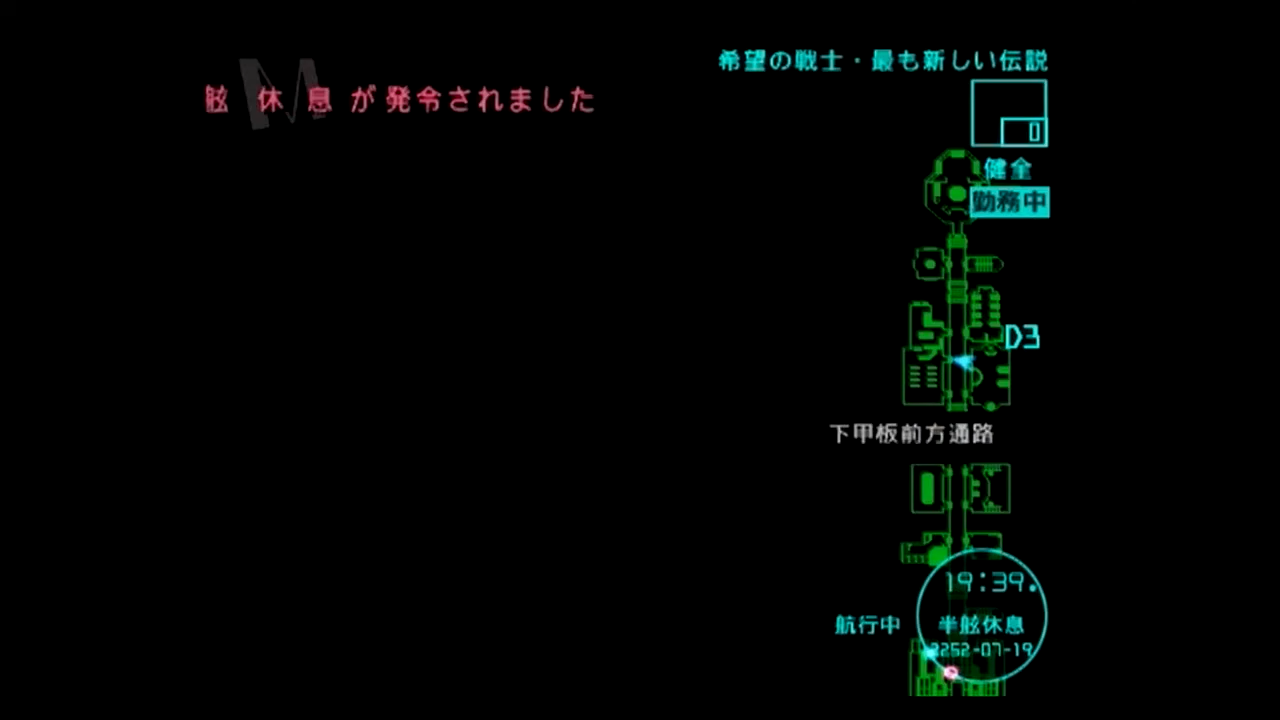 希望の戦士・最も新しい伝説
舷 休 息 が発令されました
0
健全
勤務中
D3
下甲板前方通路
19:39.
航行中
半舷休息
2252-07-19